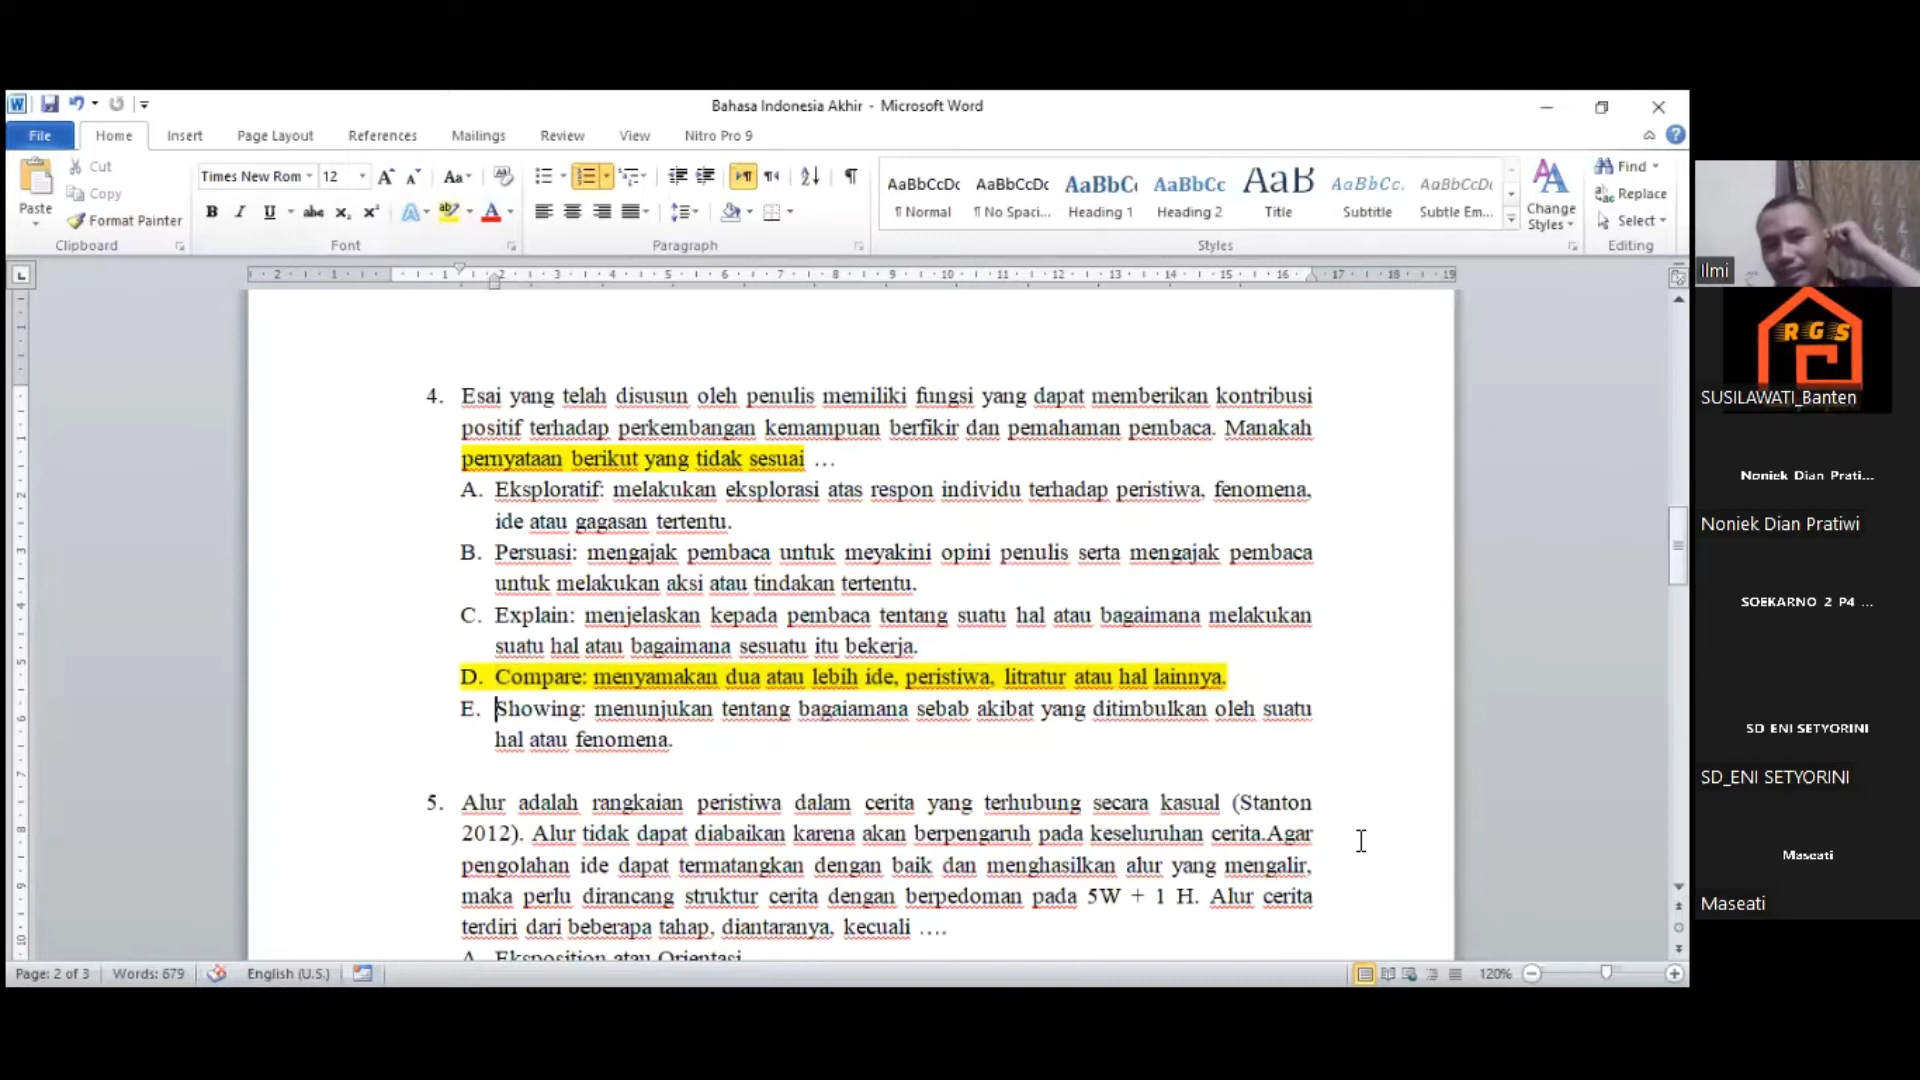 Bahasa Indonesia Akhir - Microsoft Word
File Home Insert Page Layout References Mailings Review View Nitro Pro 9
Paste
Cut
Copy
Format Painter
Clipboard
Times New Rom 12
Font
Paragraph
AaBbCcDc AaBbCcDc AaBbC( AaBbCc AaB AaBbCc. AaBbCcDt
¶ Normal ¶ No Spaci... Heading 1 Heading 2 Title Subtitle Subtle Em...
Styles
Change
Styles
Find
Replace
Select
Editing
4. Esai yang telah disusun oleh penulis memiliki fungsi yang dapat memberikan kontribusi
positif terhadap perkembangan kemampuan berfikir dan pemahaman pembaca. Manakah
pernyataan berikut yang tidak sesuai …
A. Eksploratif: melakukan eksplorasi atas respon individu terhadap peristiwa, fenomena,
ide atau gagasan tertentu.
B. Persuasi: mengajak pembaca untuk meyakini opini penulis serta mengajak pembaca
untuk melakukan aksi atau tindakan tertentu.
C. Explain: menjelaskan kepada pembaca tentang suatu hal atau bagaimana melakukan
suatu hal atau bagaimana sesuatu itu bekerja.
D. Compare: menyamakan dua atau lebih ide, peristiwa, litratur atau hal lainnya.
E. Showing: menunjukan tentang bagaiamana sebab akibat yang ditimbulkan oleh suatu
hal atau fenomena.
5. Alur adalah rangkaian peristiwa dalam cerita yang terhubung secara kasual (Stanton
2012). Alur tidak dapat diabaikan karena akan berpengaruh pada keseluruhan cerita.Agar
pengolahan ide dapat termatangkan dengan baik dan menghasilkan alur yang mengalir,
maka perlu dirancang struktur cerita dengan berpedoman pada 5W + 1 H. Alur cerita
terdiri dari beberapa tahap, diantaranya, kecuali ….
A. Eksposition atau Orientasi
Page: 2 of 3 Words: 679 English (U.S.) 120%
Ilmi
RGS
SUSILAWATI_Banten
Noniek Dian Prati...
Noniek Dian Pratiwi
SOEKARNO 2 P4 ...
SD ENI SETYORINI
SD_ENI SETYORINI
Maseati
Maseati